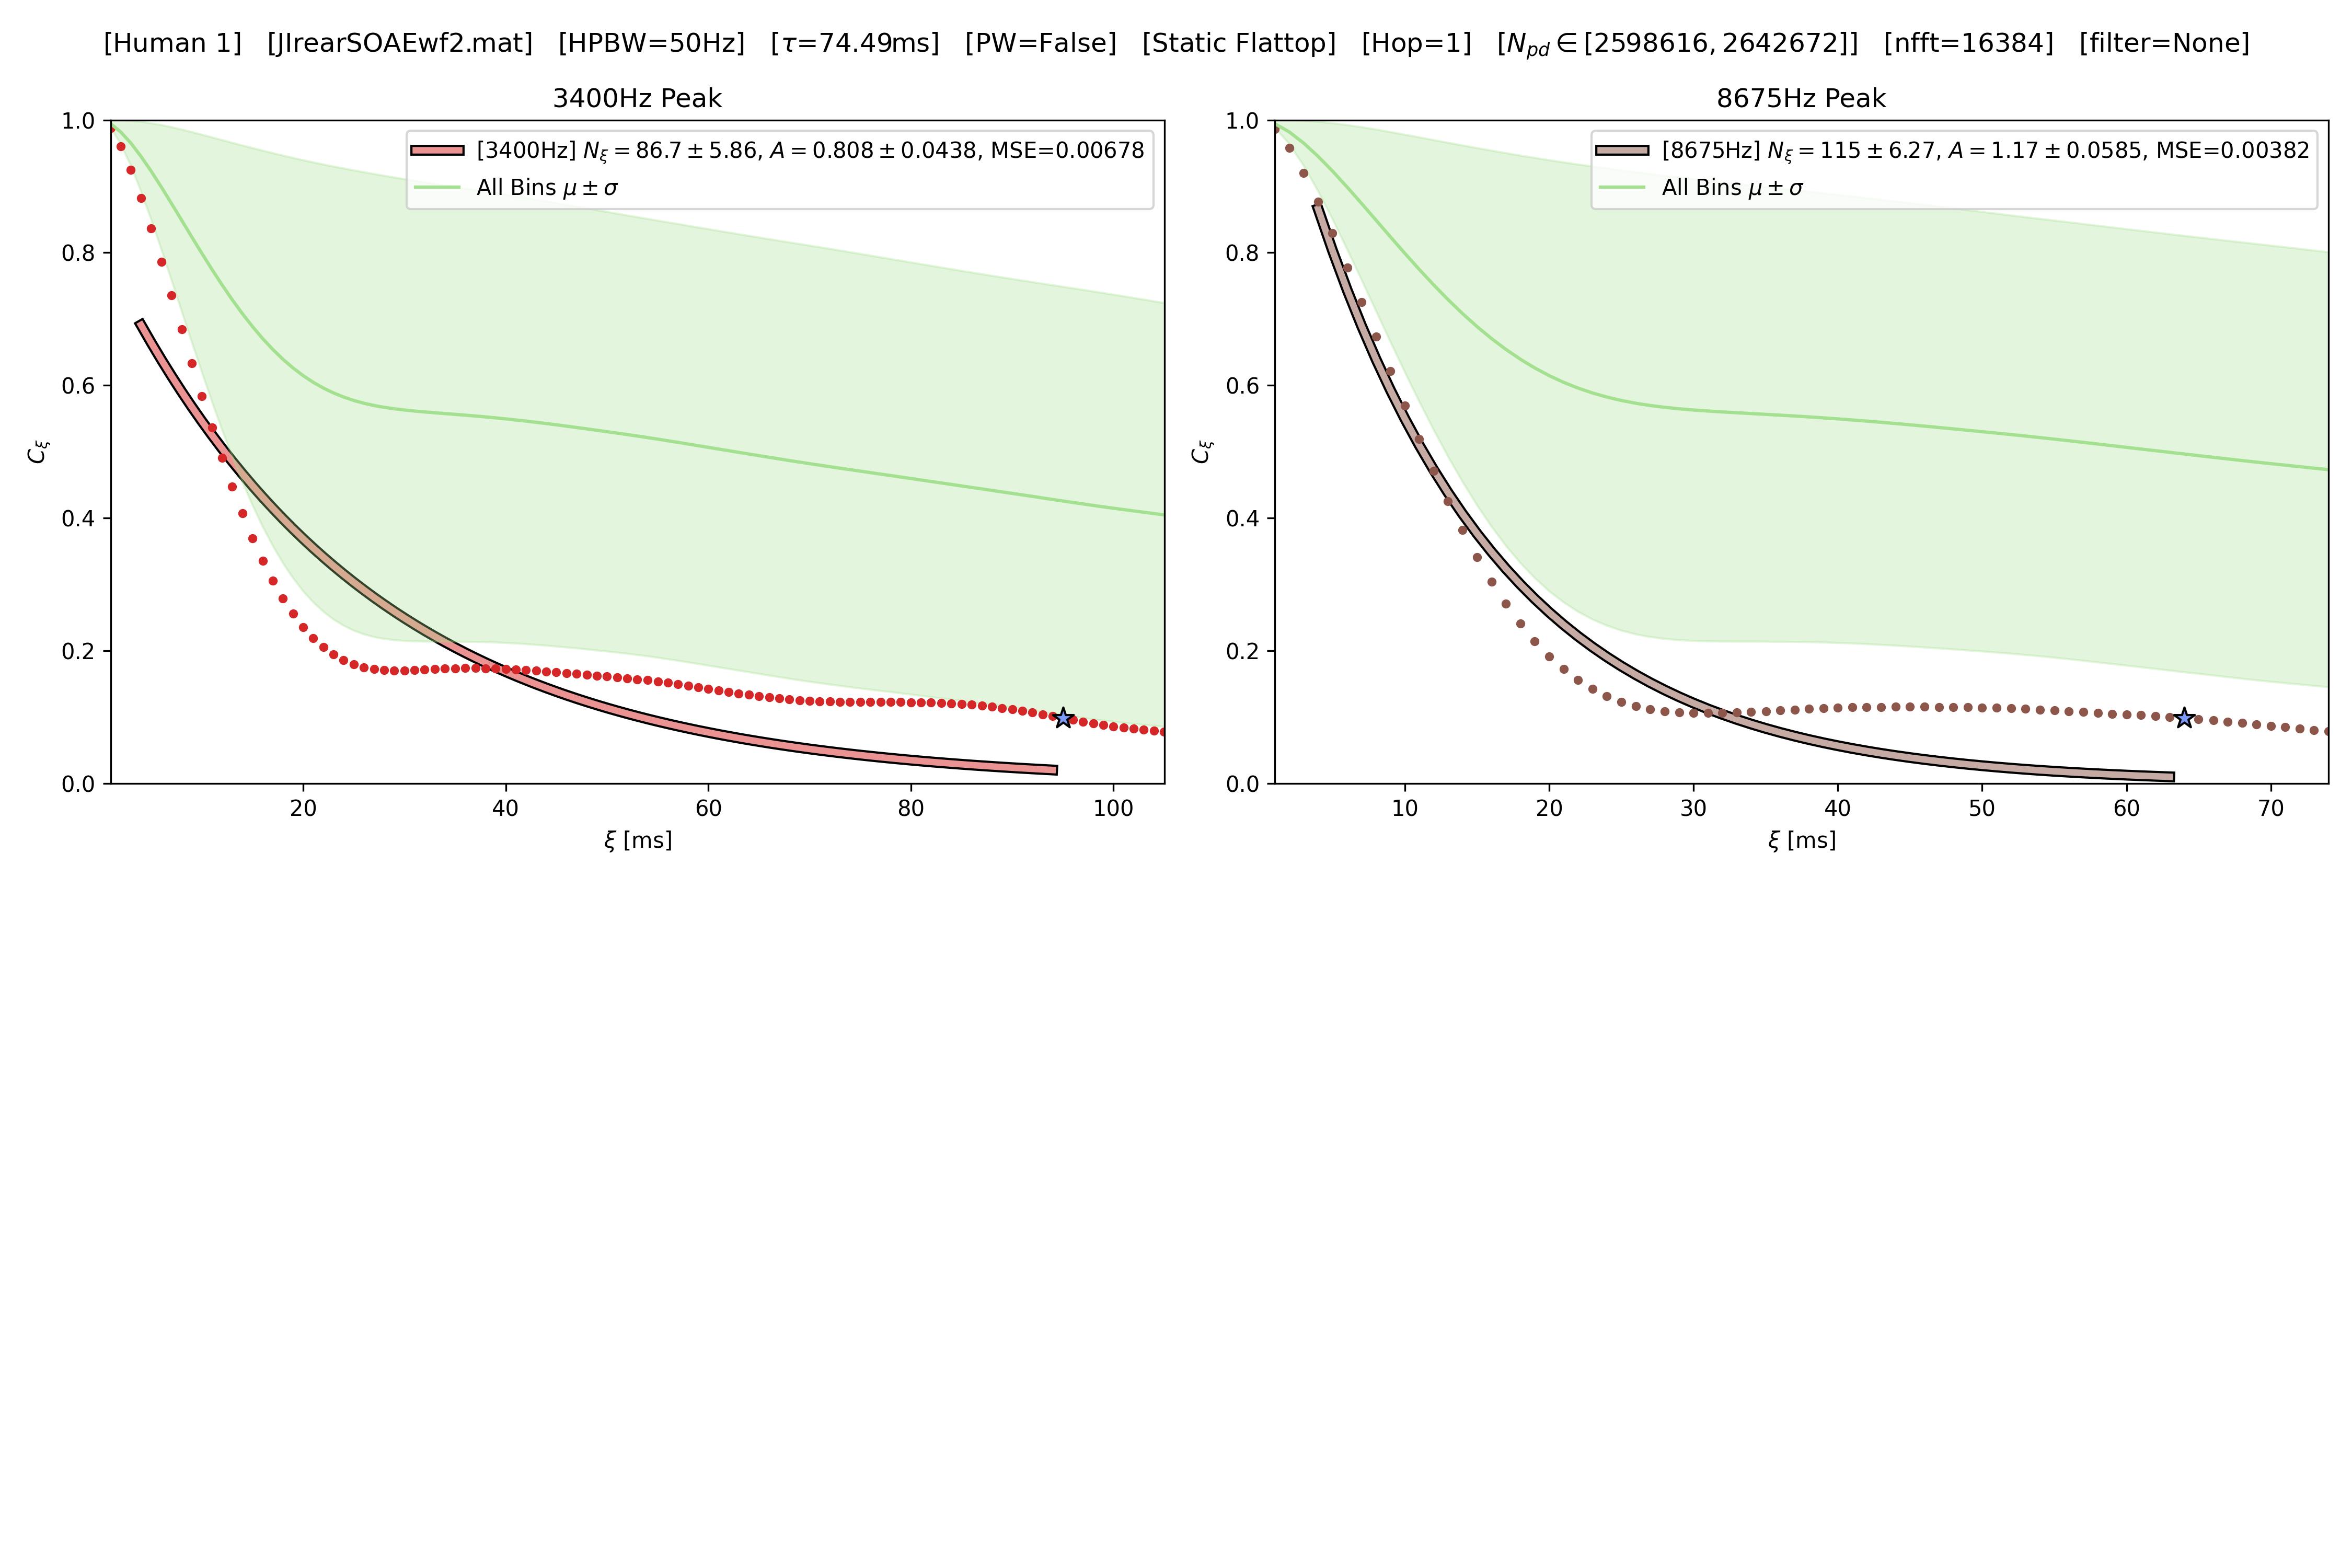 [Human 1] [JIrearSOAEwf2.mat] [HPBW=50Hz] [τ=74.49ms] [PW=False] [Static Flattop] [Hop=1] [N_pd ∈ [2598616, 2642672]] [nfft=16384] [filter=None]
3400Hz Peak
[3400Hz] N_ξ = 86.7 ± 5.86, A = 0.808 ± 0.0438, MSE=0.00678
All Bins μ ± σ
1.0
0.8
0.6
0.4
0.2
0.0
C_ξ
20 40 60 80 100
ξ [ms]
8675Hz Peak
[8675Hz] N_ξ = 115 ± 6.27, A = 1.17 ± 0.0585, MSE=0.00382
All Bins μ ± σ
1.0
0.8
0.6
0.4
0.2
0.0
C_ξ
10 20 30 40 50 60 70
ξ [ms]